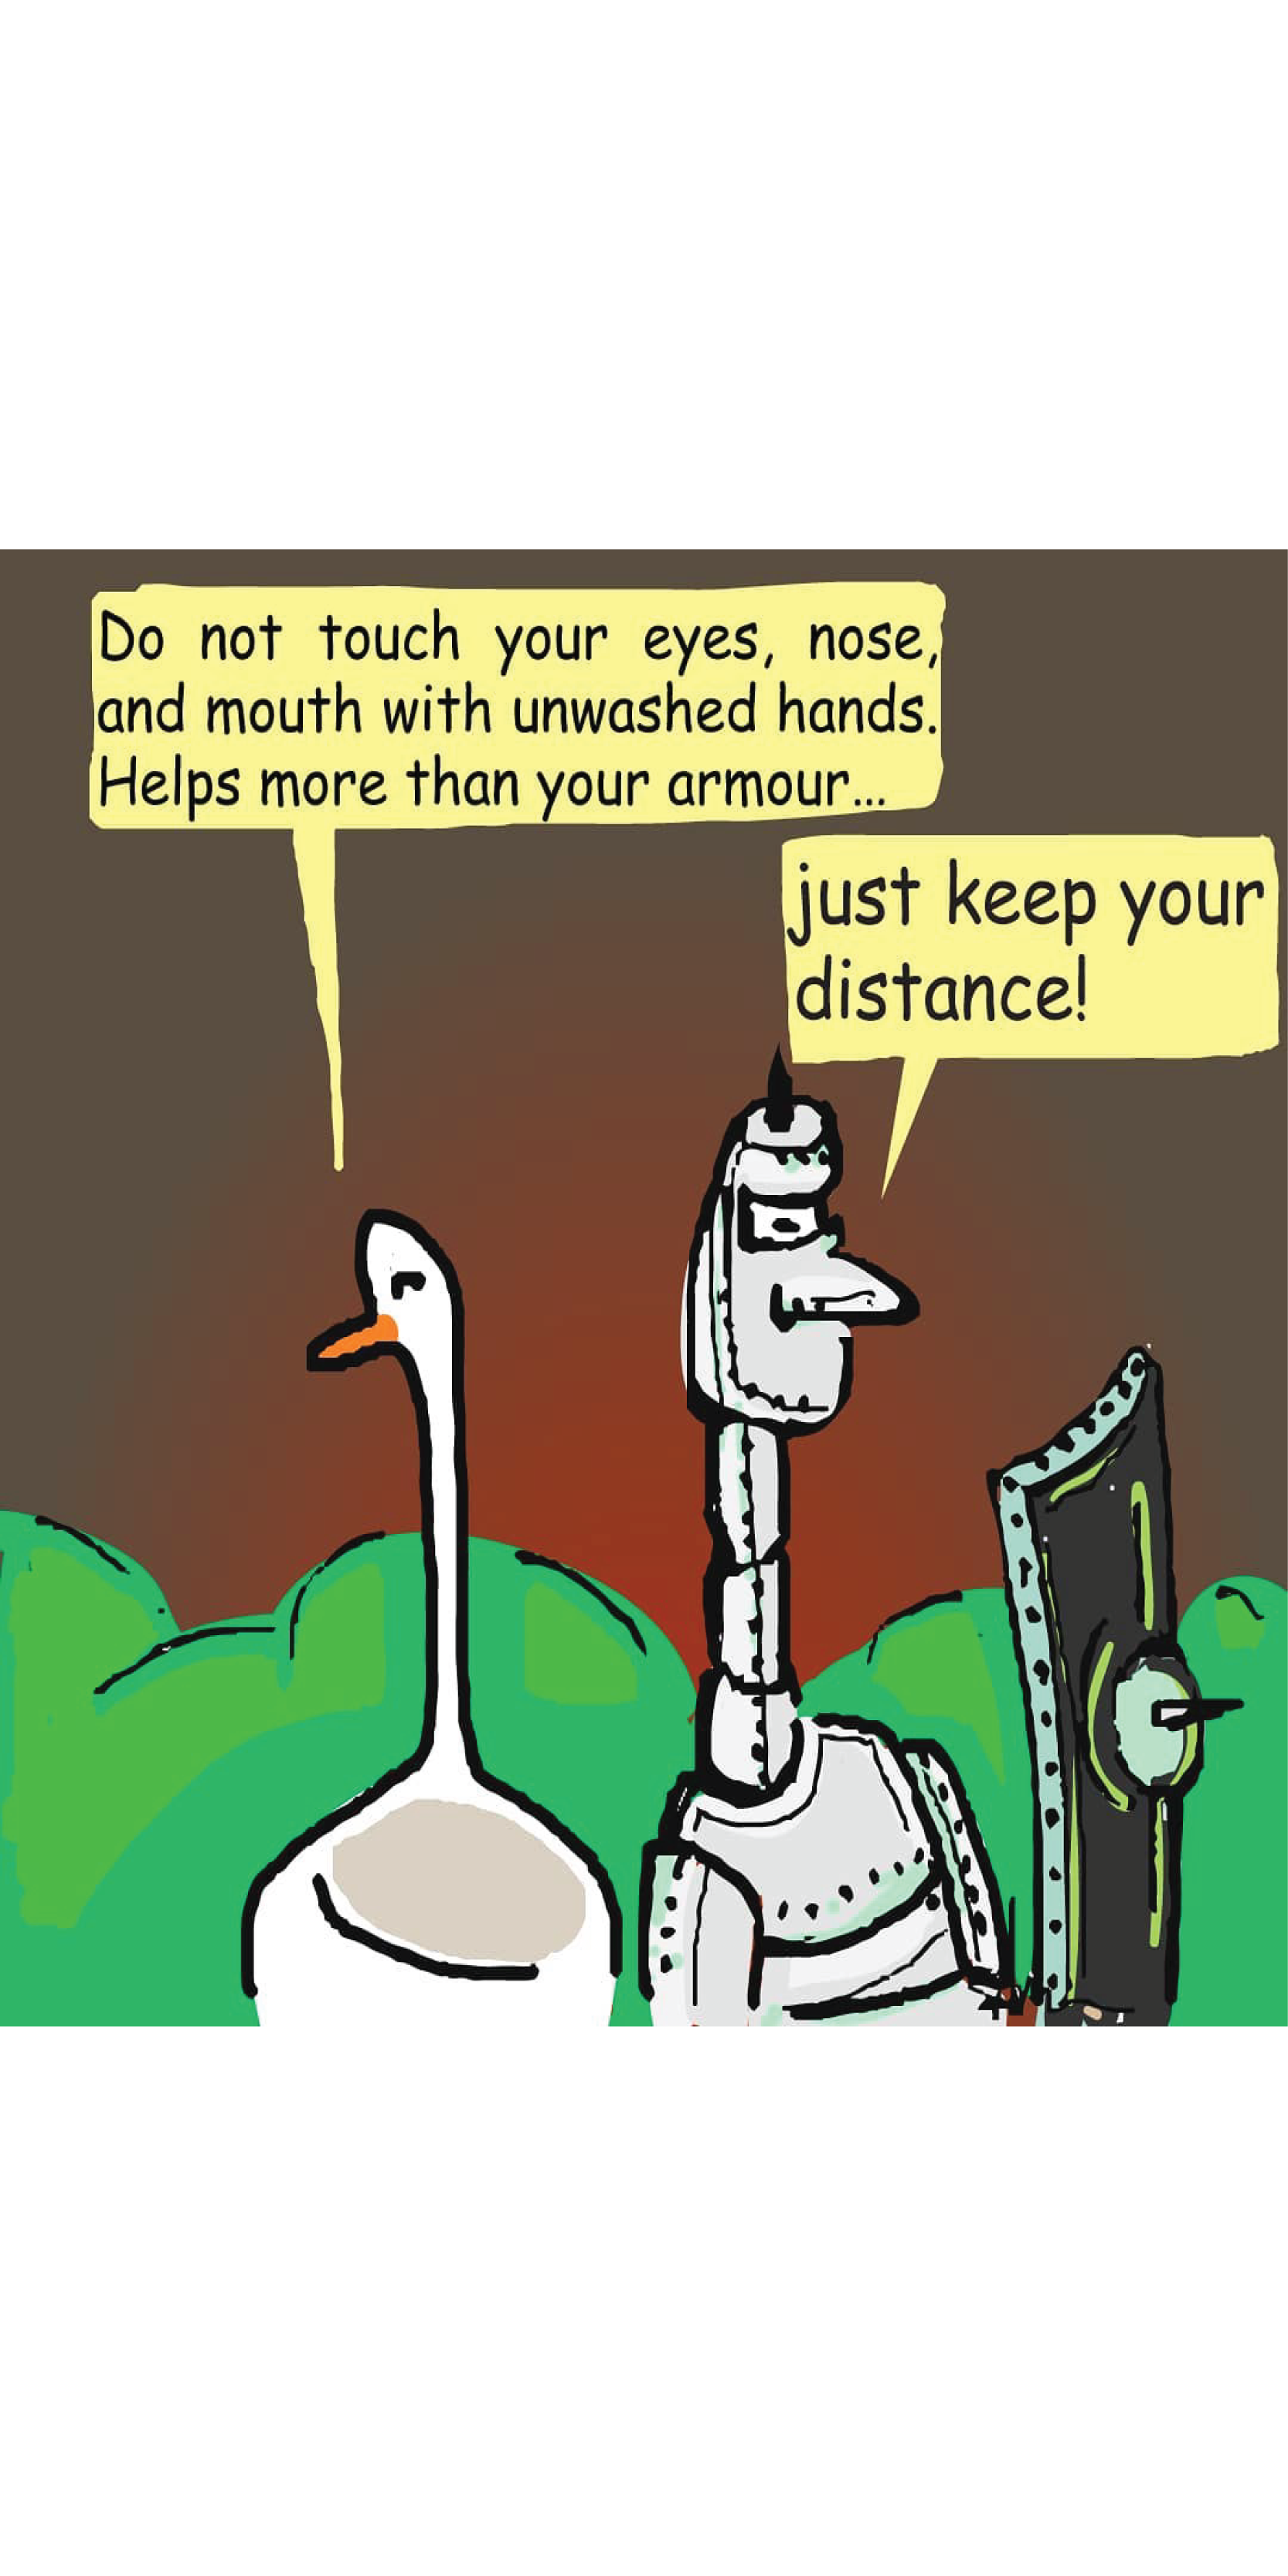 Do not touch your eyes, nose,
and mouth with unwashed hands.
Helps more than your armour...
just keep your
distance!